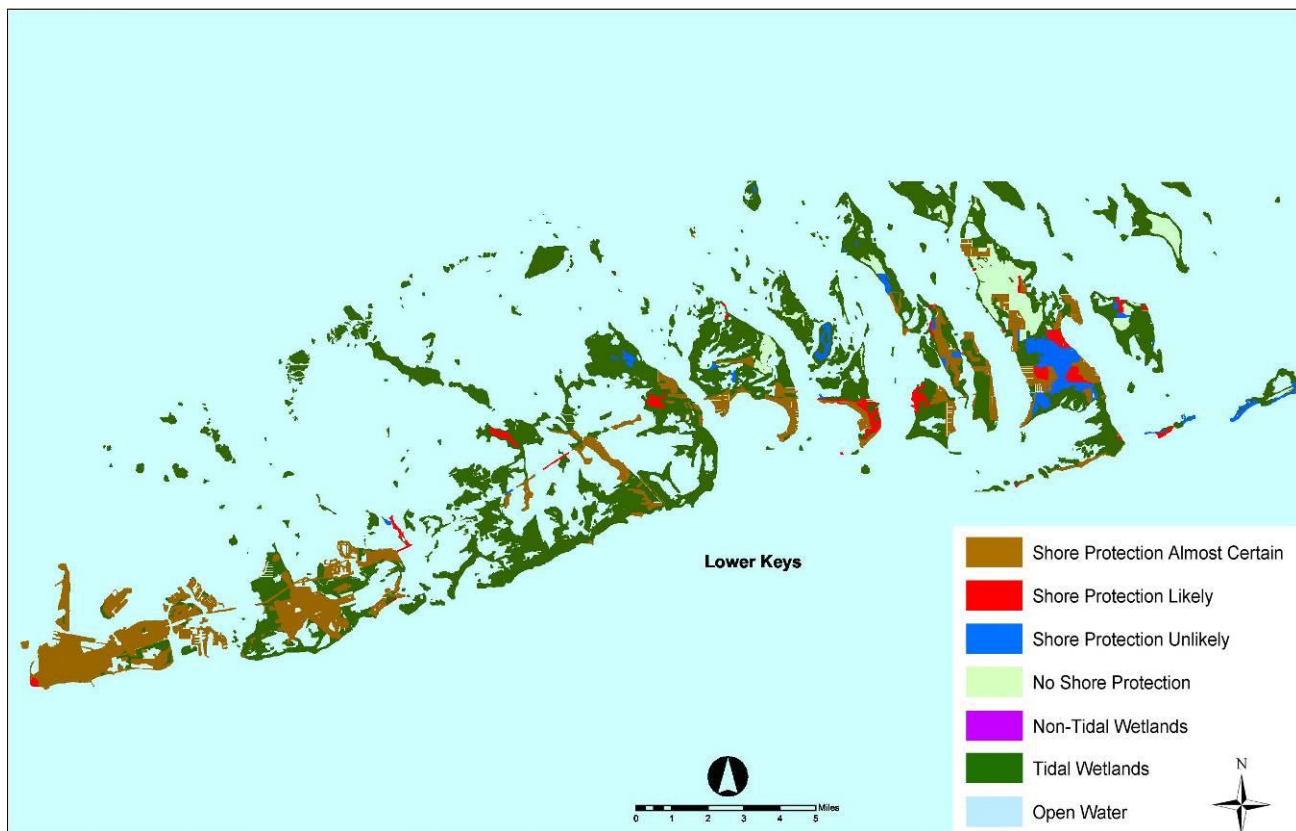 Lower Keys
Shore Protection Almost Certain
Shore Protection Likely
Shore Protection Unlikely
No Shore Protection
Non-Tidal Wetlands
Tidal Wetlands
Open Water
N
Miles
0 1 2 3 4 5